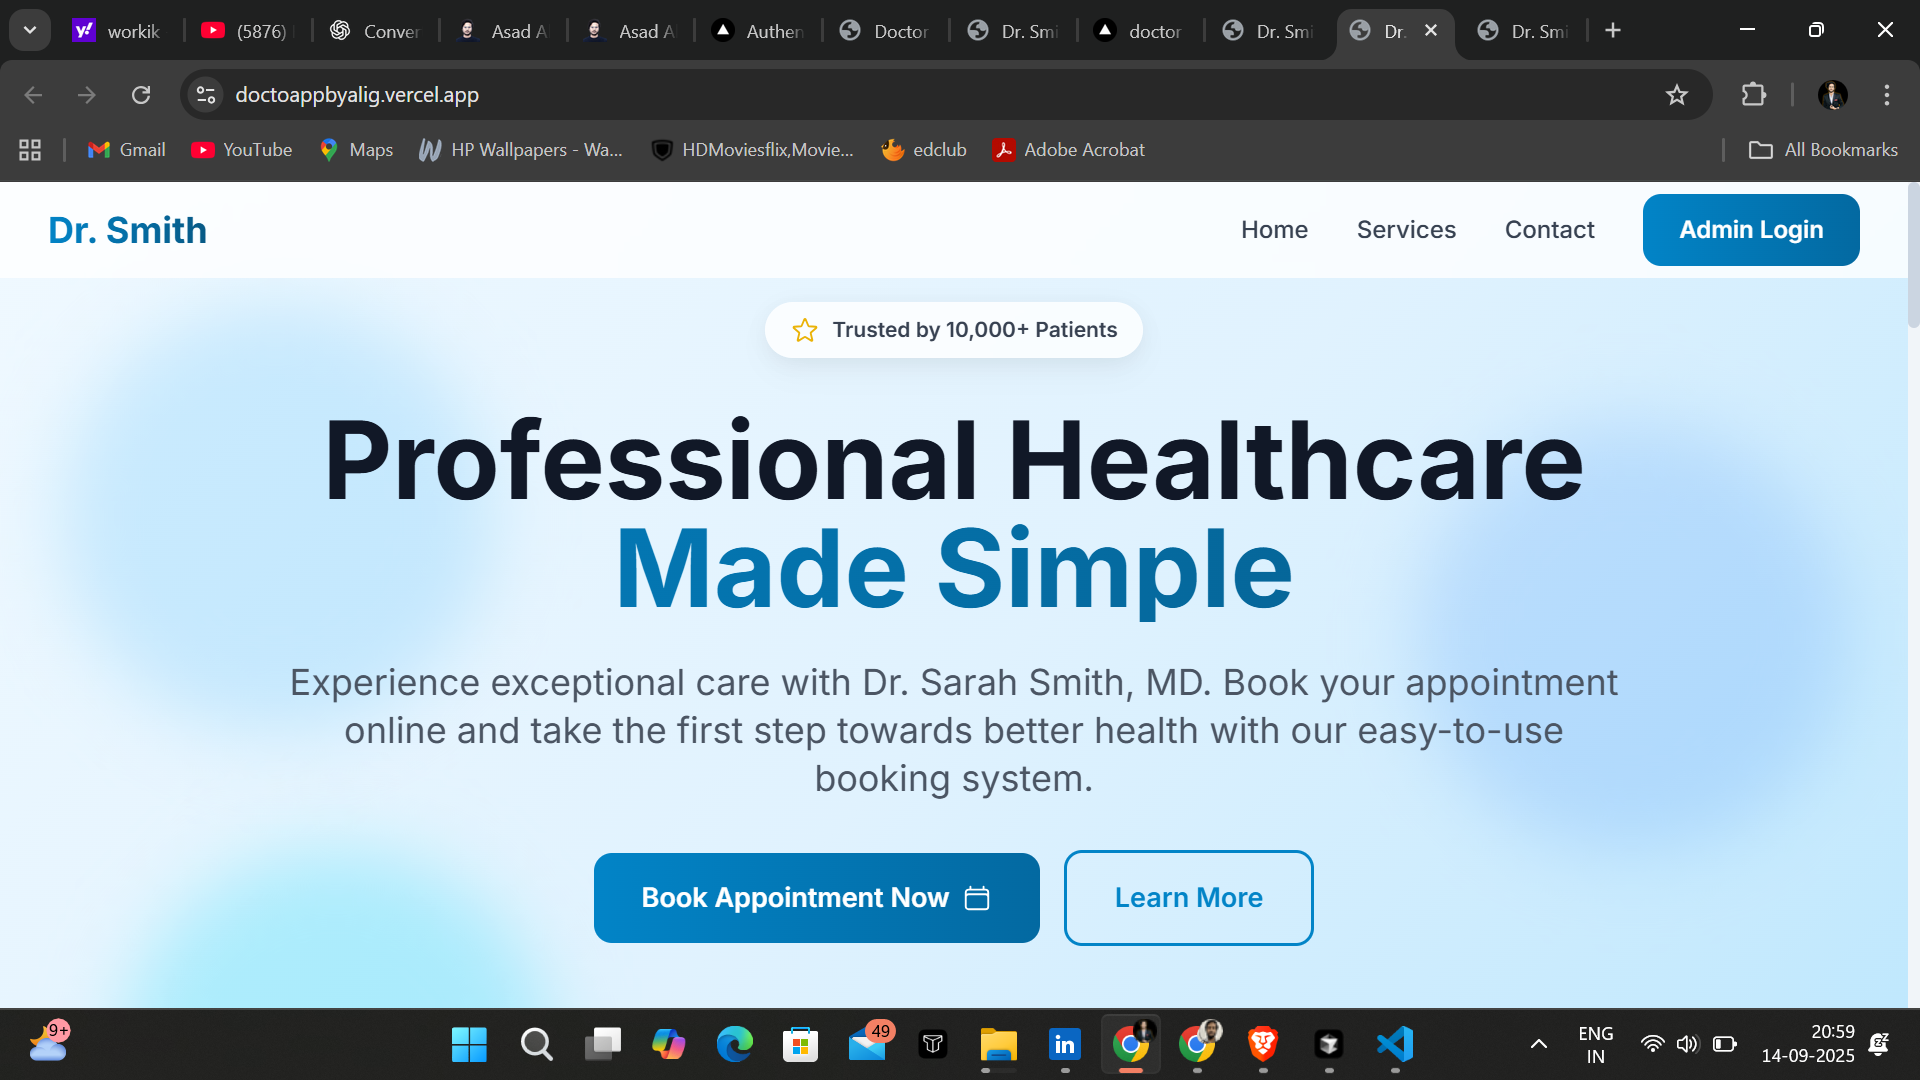 workik
(5876)
Conver
Asad A
Asad A
Authen
Doctor
Dr. Smi
doctor
Dr. Smi
Dr.
Dr. Smi
doctoappbyalig.vercel.app
Gmail
YouTube
Maps
HP Wallpapers - Wa...
HDMoviesflix,Movie...
edclub
Adobe Acrobat
All Bookmarks
Dr. Smith
Home
Services
Contact
Admin Login
Trusted by 10,000+ Patients
Professional Healthcare
Made Simple
Experience exceptional care with Dr. Sarah Smith, MD. Book your appointment
online and take the first step towards better health with our easy-to-use
booking system.
Book Appointment Now
Learn More
9+
49
ENG
IN
20:59
14-09-2025